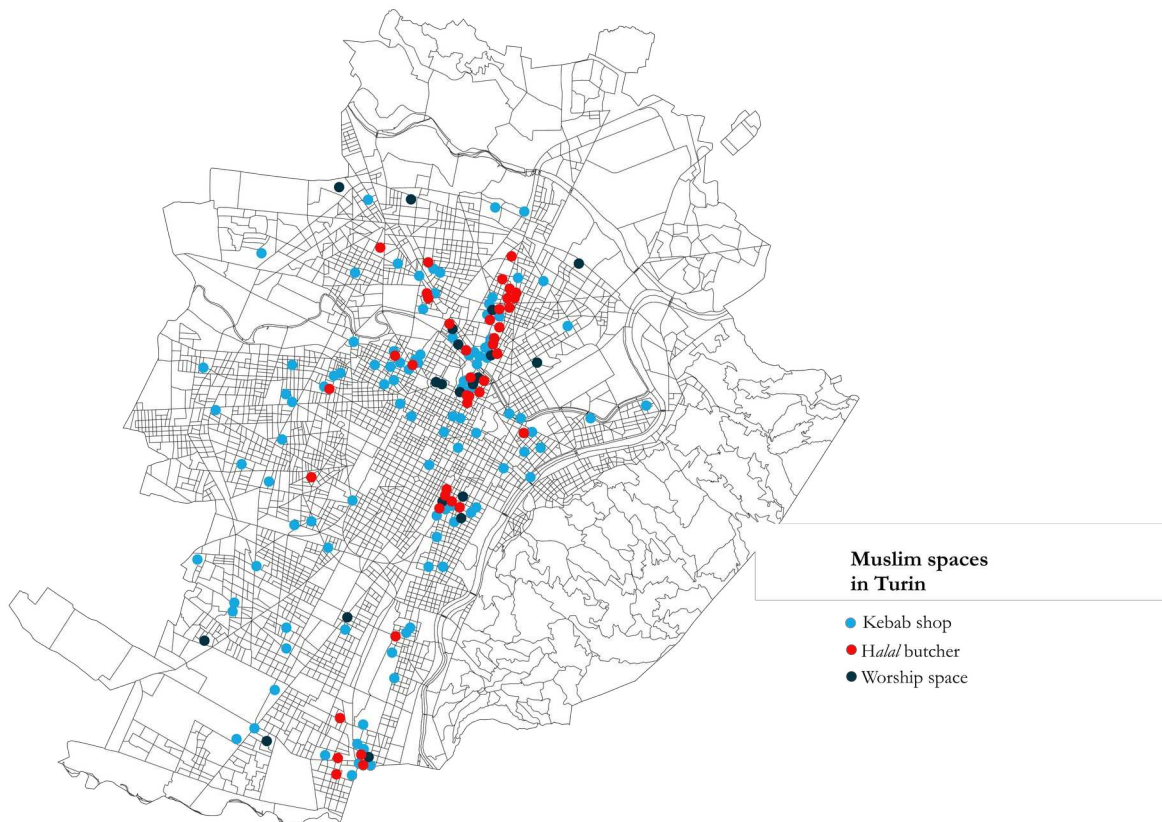 Muslim spaces
in Turin
Kebab shop
Halal butcher
Worship space